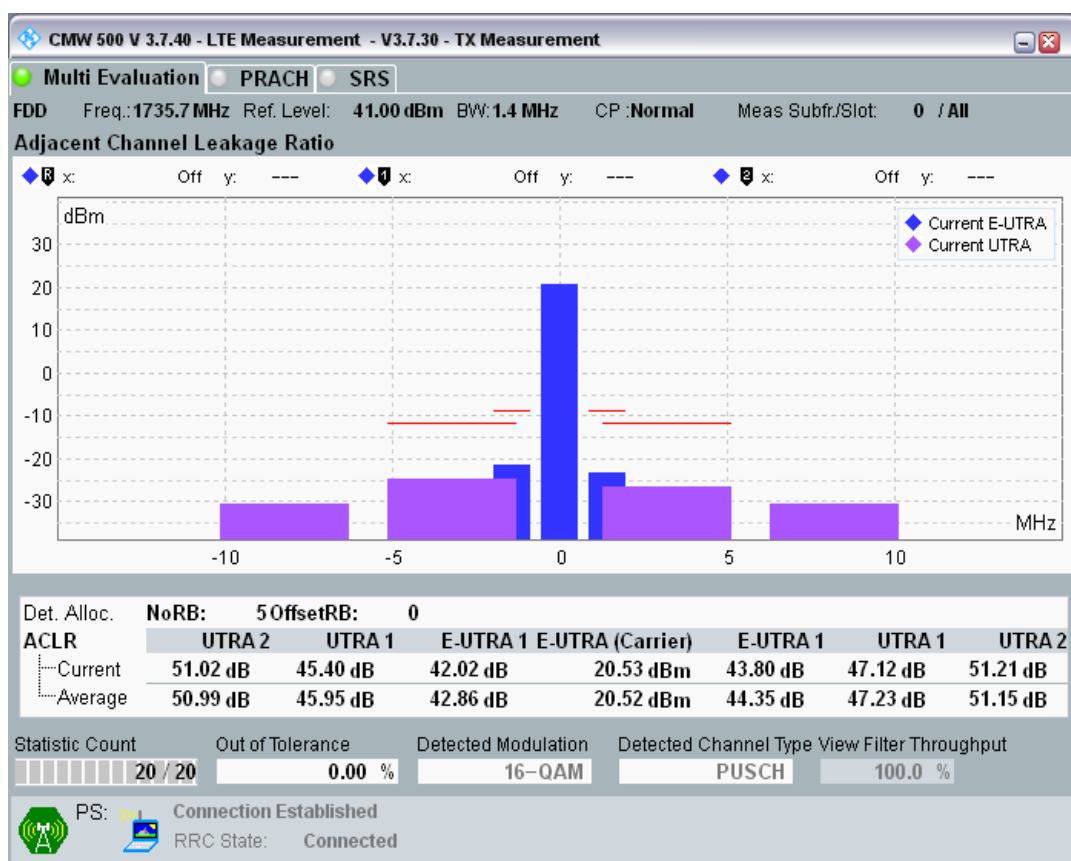 CMW 500 V 3.7.40 - LTE Measurement - V3.7.30 - TX Measurement
Multi Evaluation PRACH SRS
FDD Freq.: 1735.7 MHz Ref. Level: 41.00 dBm BW: 1.4 MHz CP : Normal Meas Subfr./Slot: 0 / All
Adjacent Channel Leakage Ratio
R x: Off y: --- 1 x: Off y: --- 2 x: Off y: ---
dBm
Current E-UTRA
Current UTRA
30
20
10
0
-10
-20
-30
MHz
-10 -5 0 5 10
Det. Alloc. NoRB: 5 OffsetRB: 0
ACLR UTRA 2 UTRA 1 E-UTRA 1 E-UTRA (Carrier) E-UTRA 1 UTRA 1 UTRA 2
Current 51.02 dB 45.40 dB 42.02 dB 20.53 dBm 43.80 dB 47.12 dB 51.21 dB
Average 50.99 dB 45.95 dB 42.86 dB 20.52 dBm 44.35 dB 47.23 dB 51.15 dB
Statistic Count Out of Tolerance Detected Modulation Detected Channel Type View Filter Throughput
20 / 20 0.00 % 16-QAM PUSCH 100.0 %
PS: Connection Established
RRC State: Connected